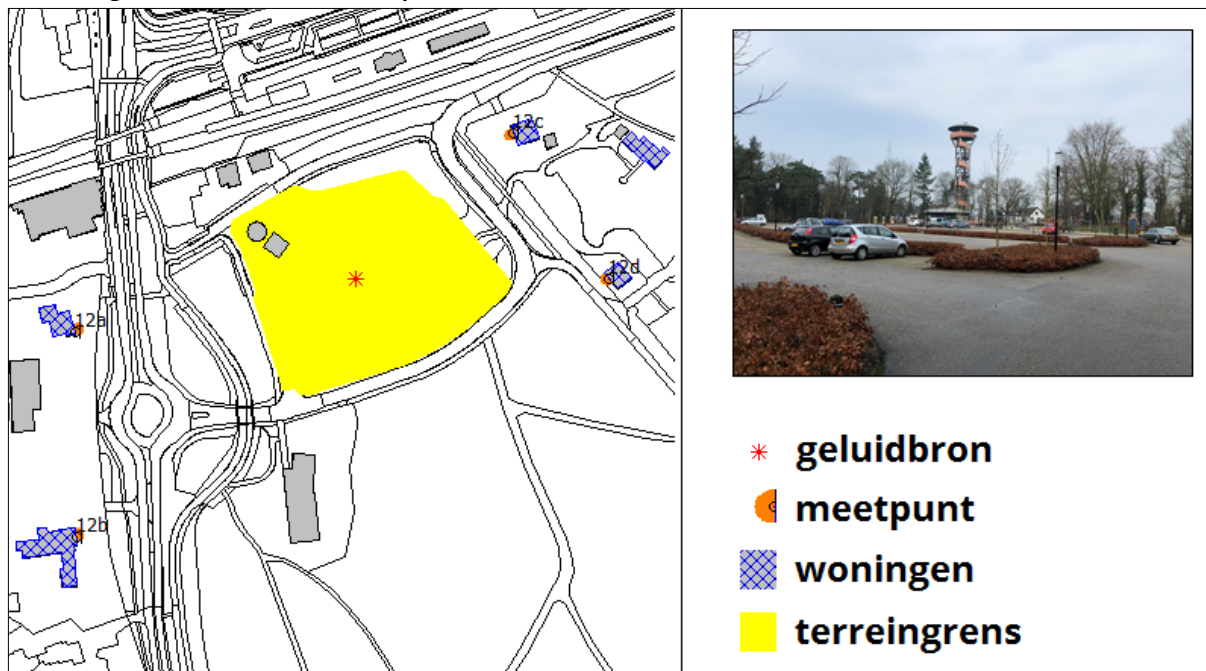 12c
12d
12a
12b
geluidbron
meetpunt
woningen
terreingrens